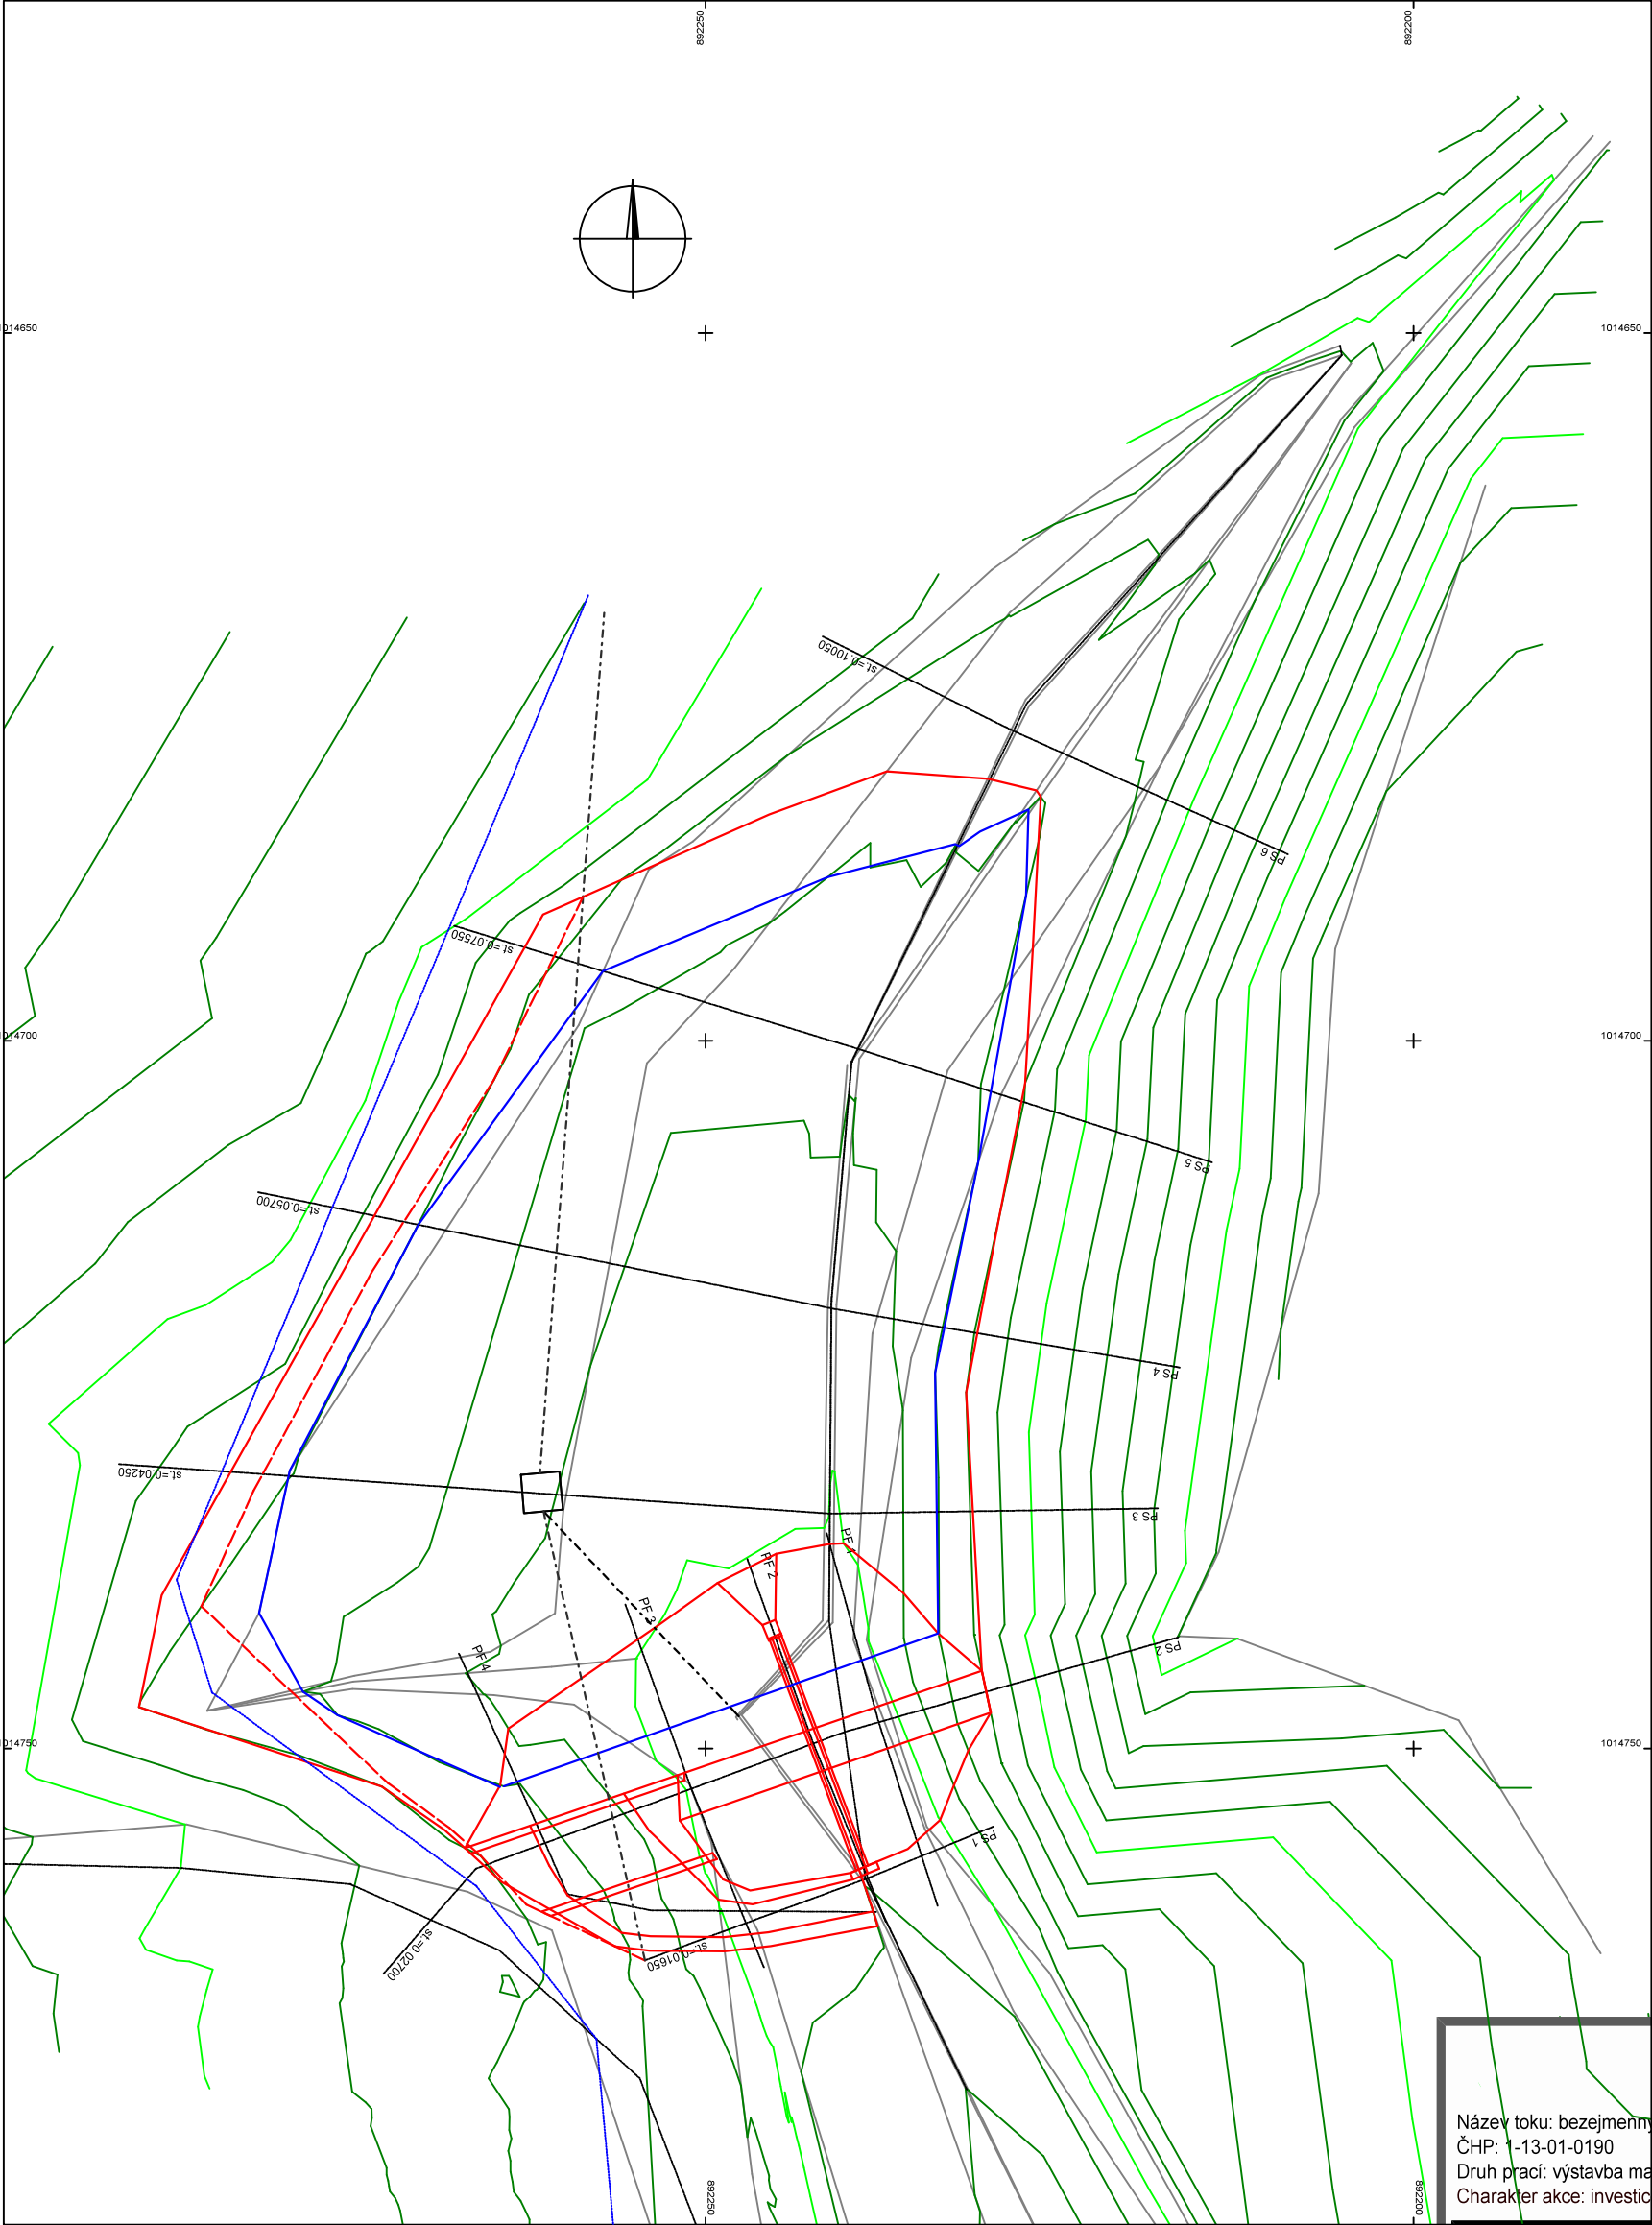 892250
892200
1014650
1014650
st.=0.10050
PS 6
st.=0.07550
1014700
1014700
PS 5
st.=0.05700
PS 4
st.=0.04250
PS 3
PF 1
PF 2
PF 3
PS 2
PF 4
1014750
1014750
PS 1
st.=0.02700
st.=0.01650
892250
892200
Název toku: bezejmenný
ČHP: 1-13-01-0190
Druh prací: výstavba ma
Charakter akce: investic